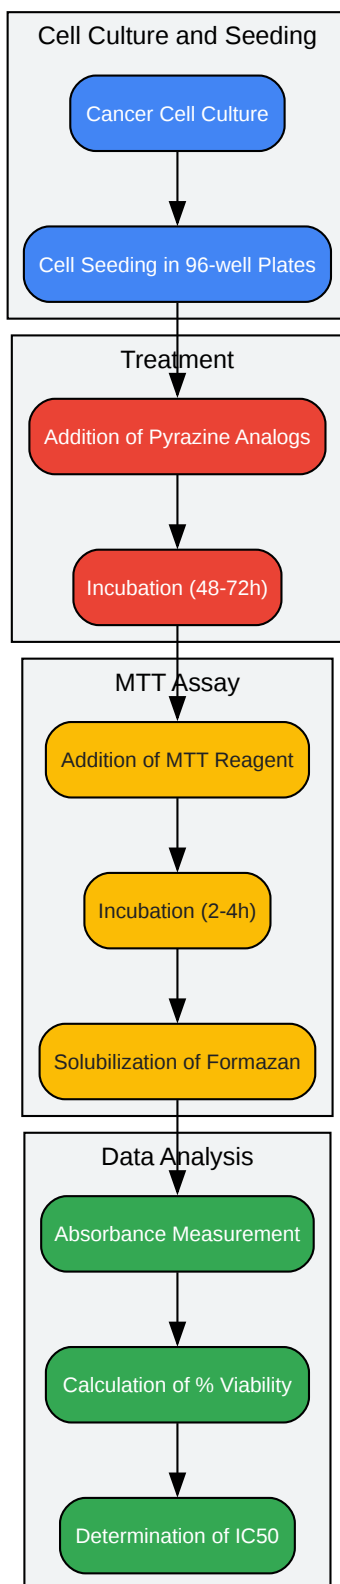 Cell Culture and Seeding
Cancer Cell Culture
Cell Seeding in 96-well Plates
Treatment
Addition of Pyrazine Analogs
Incubation (48-72h)
MTT Assay
Addition of MTT Reagent
Incubation (2-4h)
Solubilization of Formazan
Data Analysis
Absorbance Measurement
Calculation of % Viability
Determination of IC50